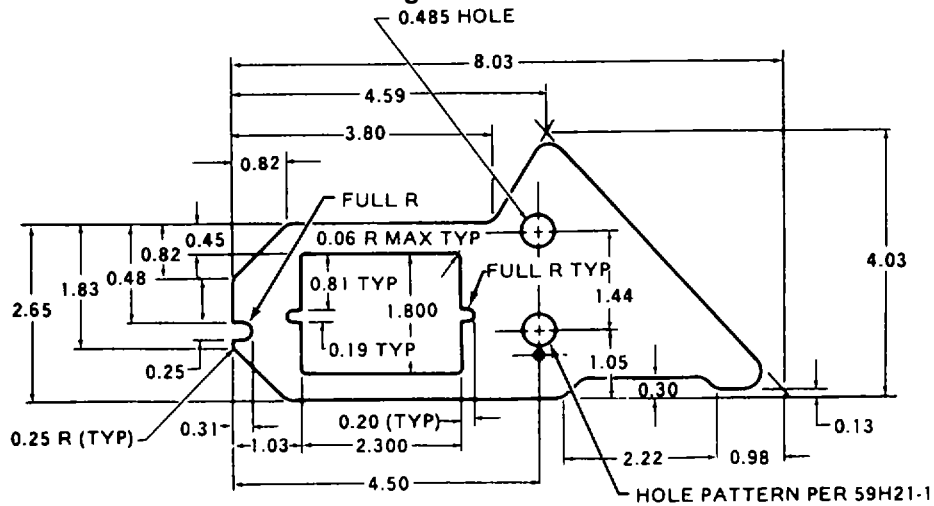 0.485 HOLE
8.03
4.59
3.80
0.82
FULL R
0.45
0.06 R MAX TYP
0.82
FULL R TYP
0.48
0.81 TYP
4.03
1.83
1.800
1.44
2.65
0.19 TYP
1.05
0.25
0.30
0.20 (TYP)
0.13
0.25 R (TYP)
0.31
1.03
2.300
2.22
0.98
4.50
HOLE PATTERN PER 59H21-1